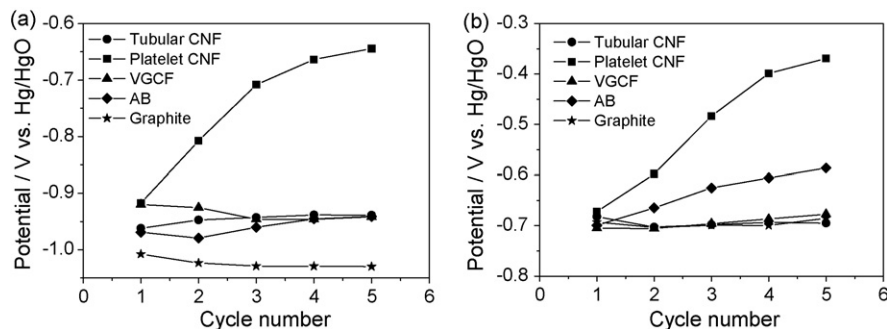 (a)
Potential / V vs. Hg/HgO
-0.6
-0.7
-0.8
-0.9
-1.0
Tubular CNF
Platelet CNF
VGCF
AB
Graphite
0 1 2 3 4 5 6
Cycle number
(b)
Potential / V vs. Hg/HgO
-0.3
-0.4
-0.5
-0.6
-0.7
-0.8
Tubular CNF
Platelet CNF
VGCF
AB
Graphite
0 1 2 3 4 5 6
Cycle number